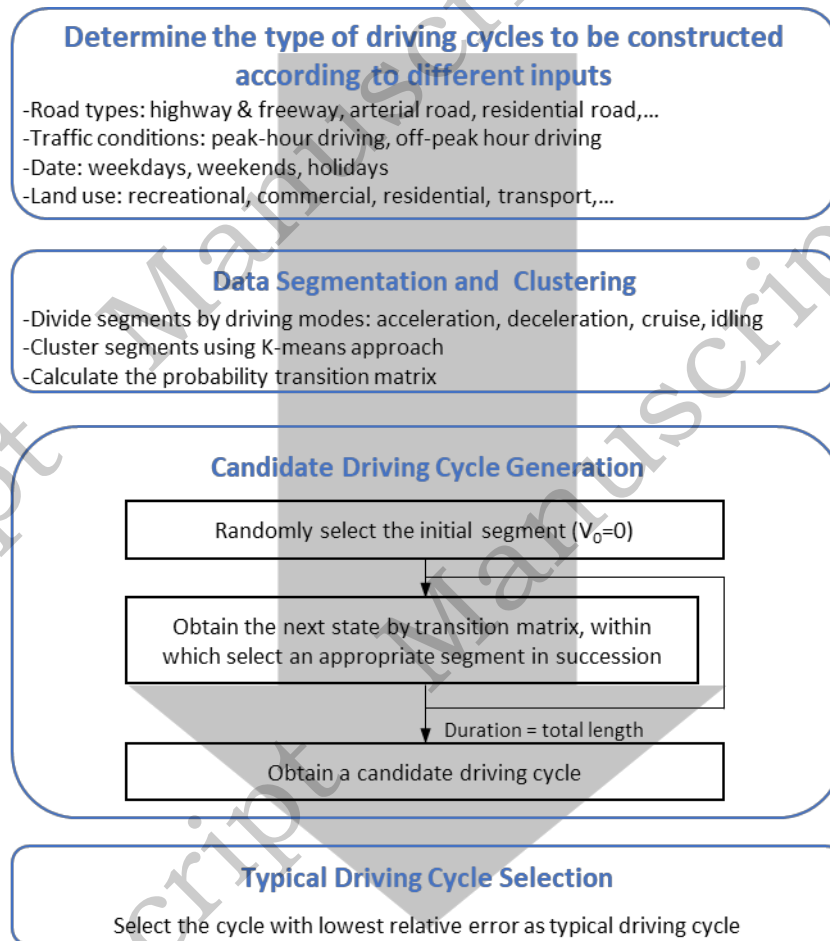 Determine the type of driving cycles to be constructed
according to different inputs
-Road types: highway & freeway, arterial road, residential road,...
-Traffic conditions: peak-hour driving, off-peak hour driving
-Date: weekdays, weekends, holidays
-Land use: recreational, commercial, residential, transport,...
Data Segmentation and Clustering
-Divide segments by driving modes: acceleration, deceleration, cruise, idling
-Cluster segments using K-means approach
-Calculate the probability transition matrix
Candidate Driving Cycle Generation
Randomly select the initial segment (V₀=0)
Obtain the next state by transition matrix, within
which select an appropriate segment in succession
Duration = total length
Obtain a candidate driving cycle
Typical Driving Cycle Selection
Select the cycle with lowest relative error as typical driving cycle
Manuscript
Manuscript